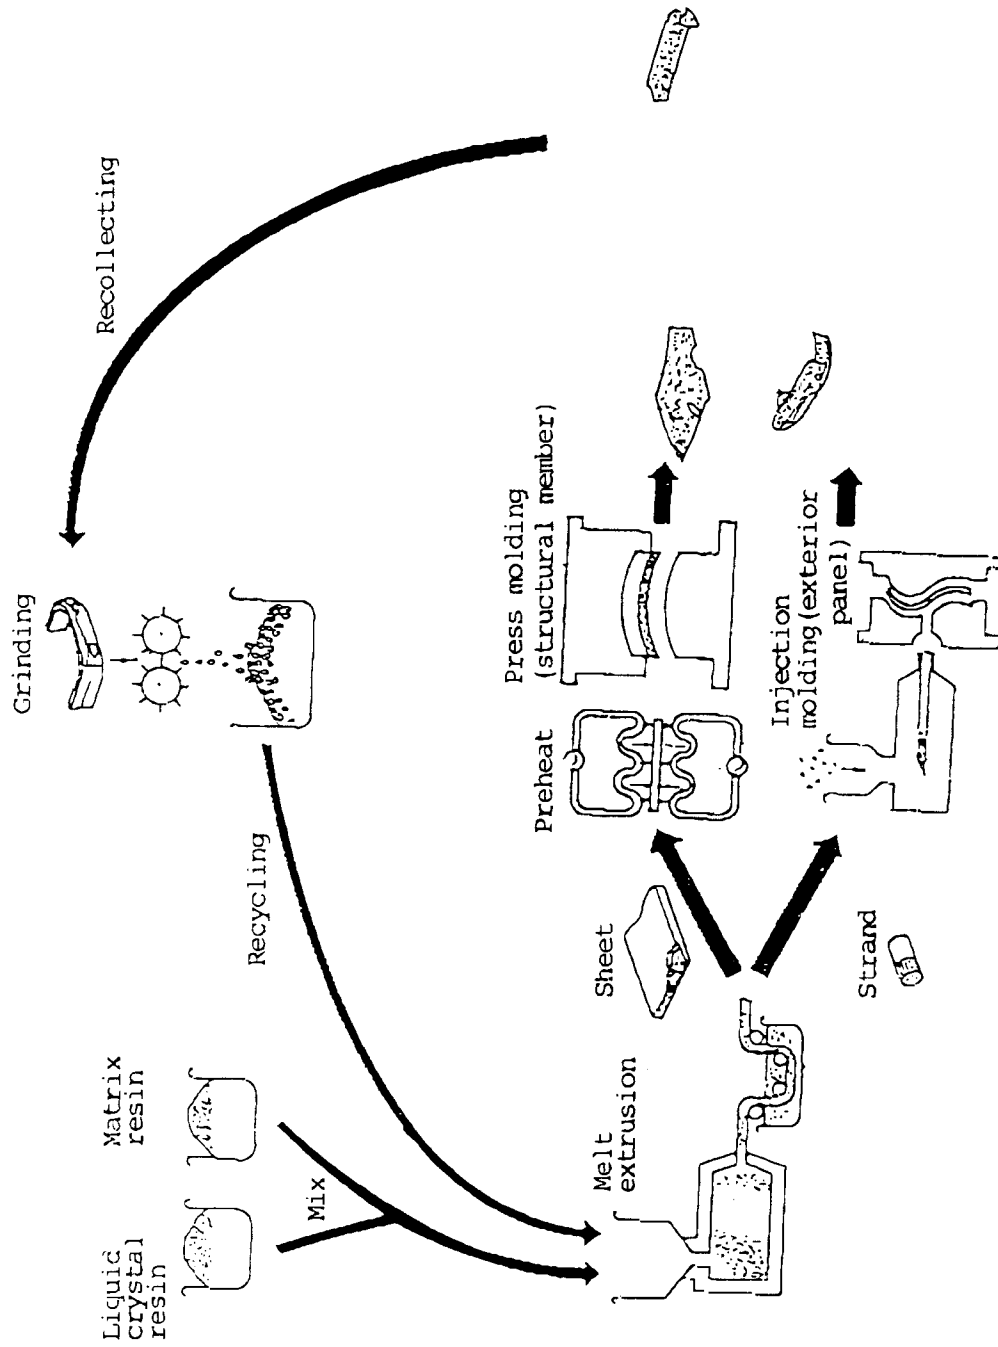 Liquid
crystal
resin
Matrix
resin
Mix
Recycling
Grinding
Recollecting
Melt
extrusion
Sheet
Strand
Preheat
Press molding
(structural member)
Injection
molding(exterior
panel)